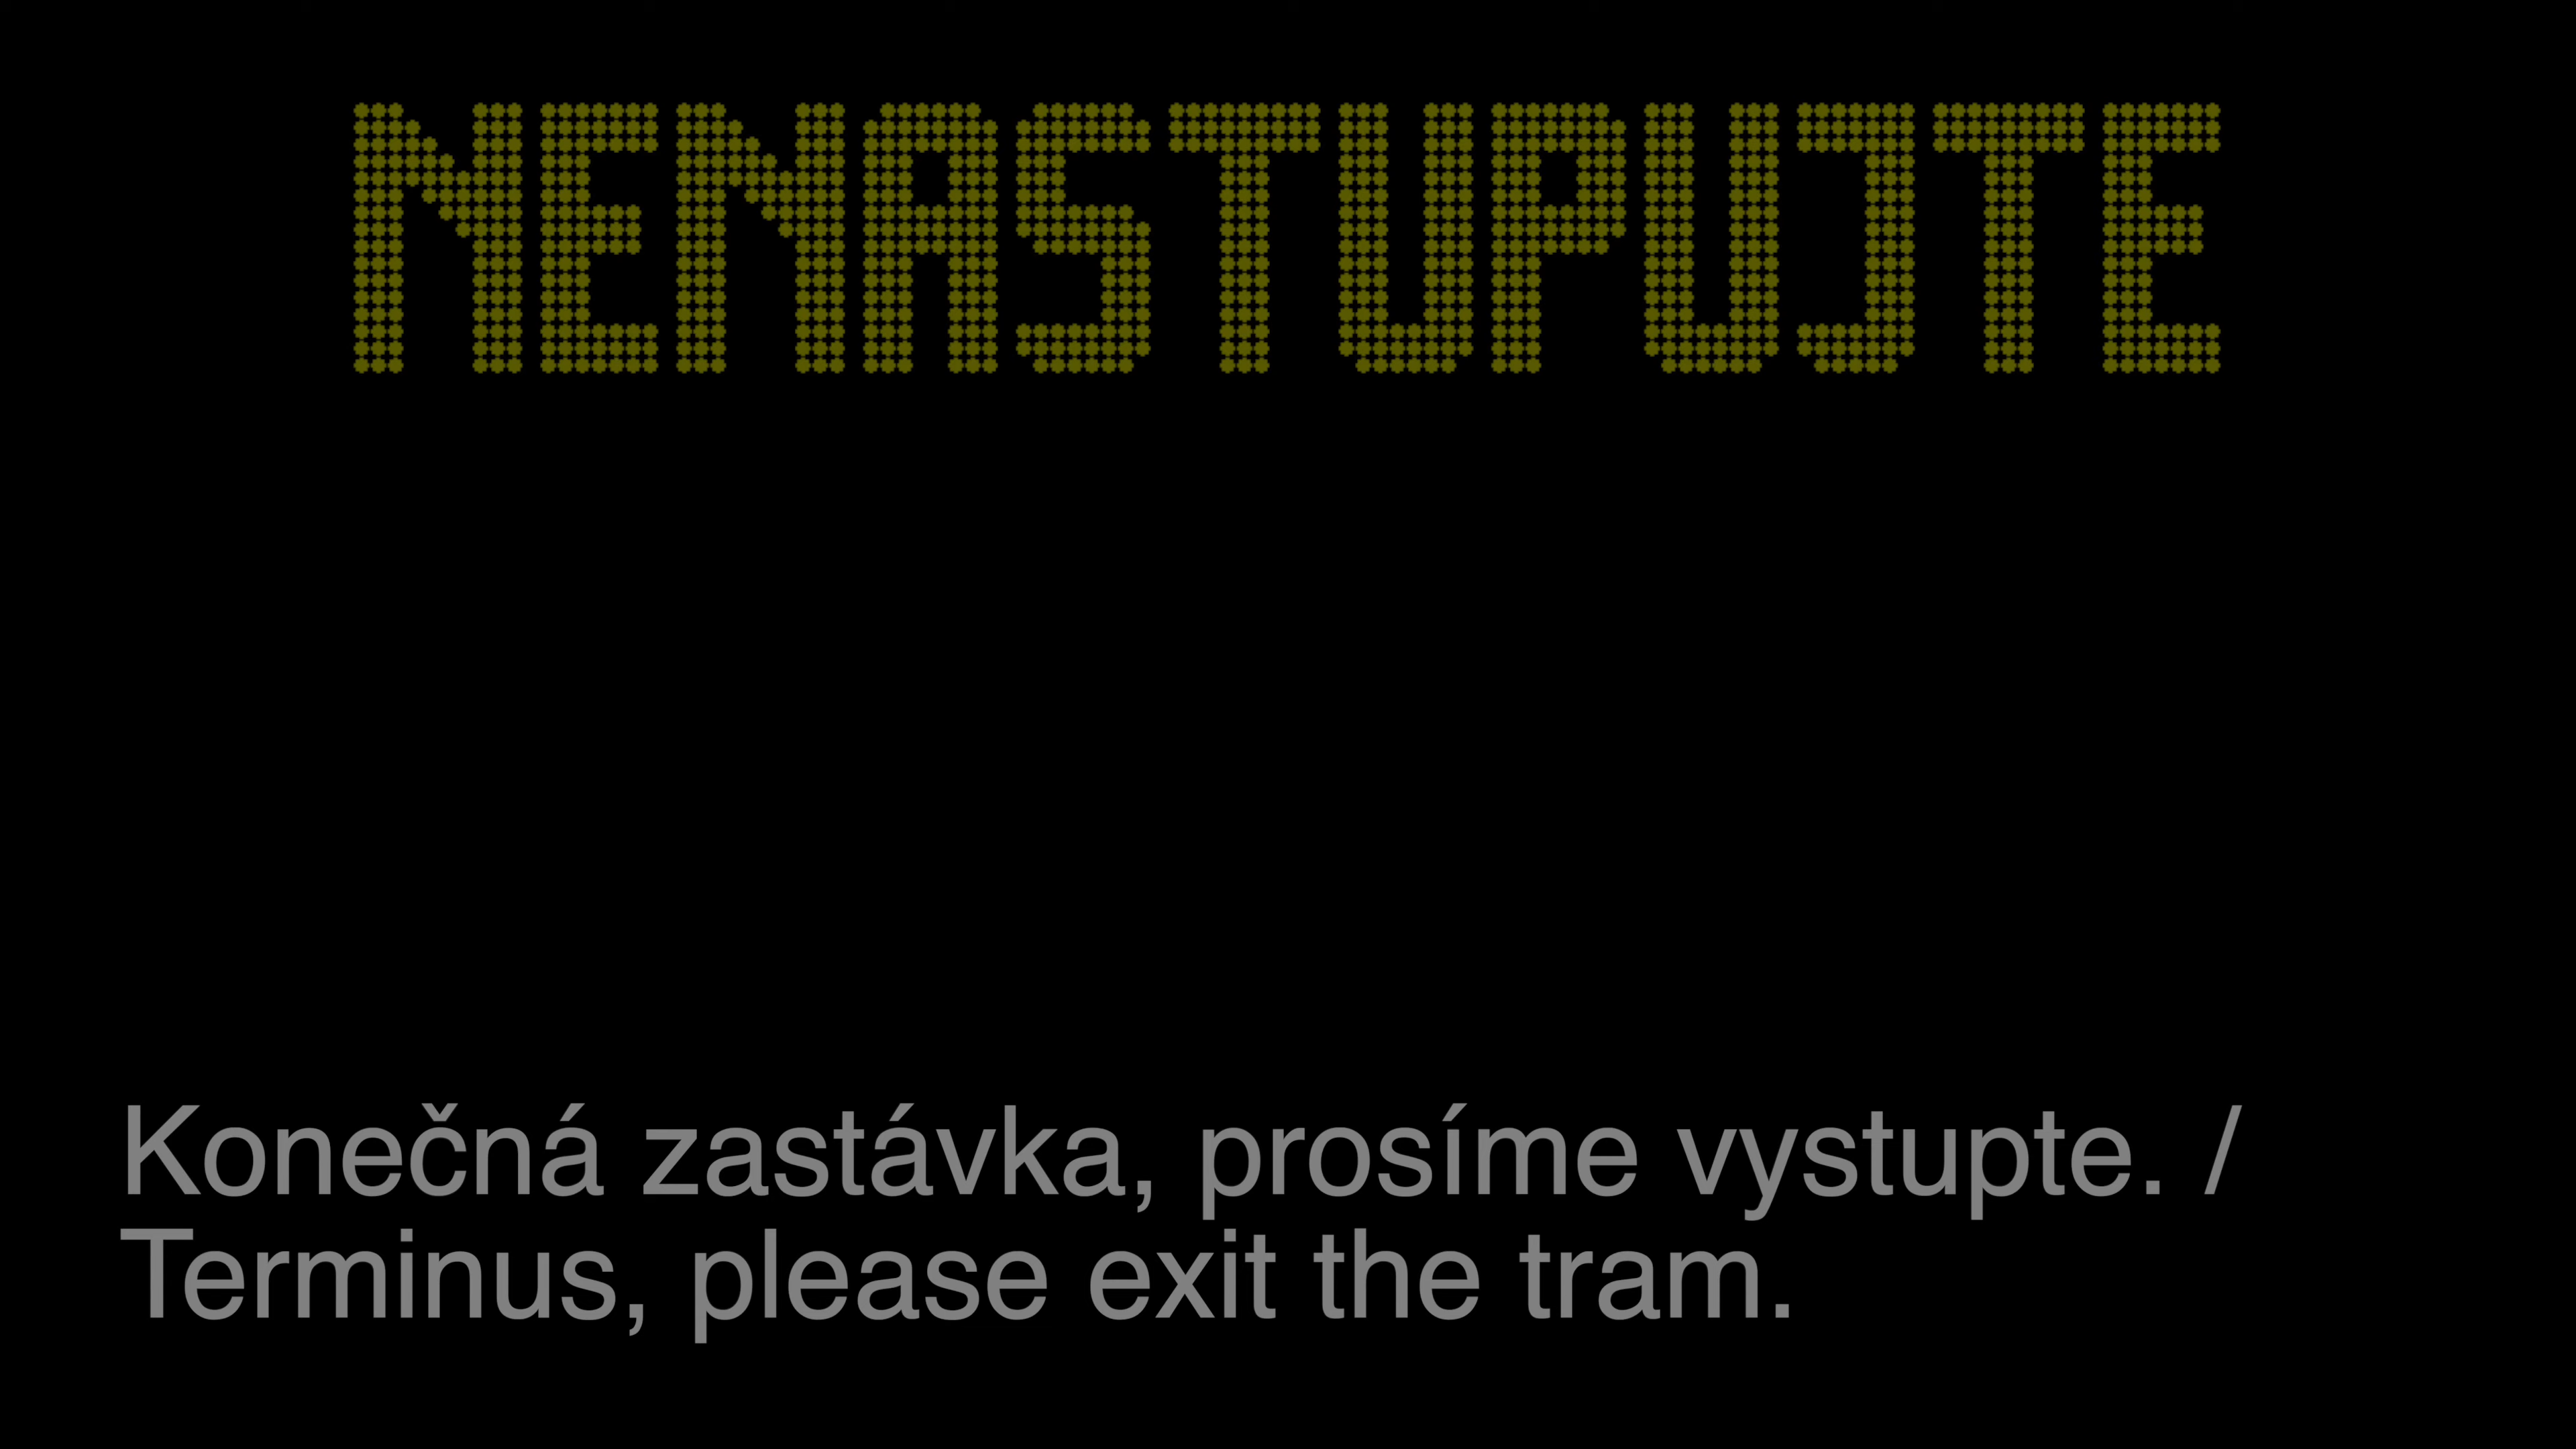 NENASTUPUJTE
Konečná zastávka, prosíme vystupte. /
Terminus, please exit the tram.